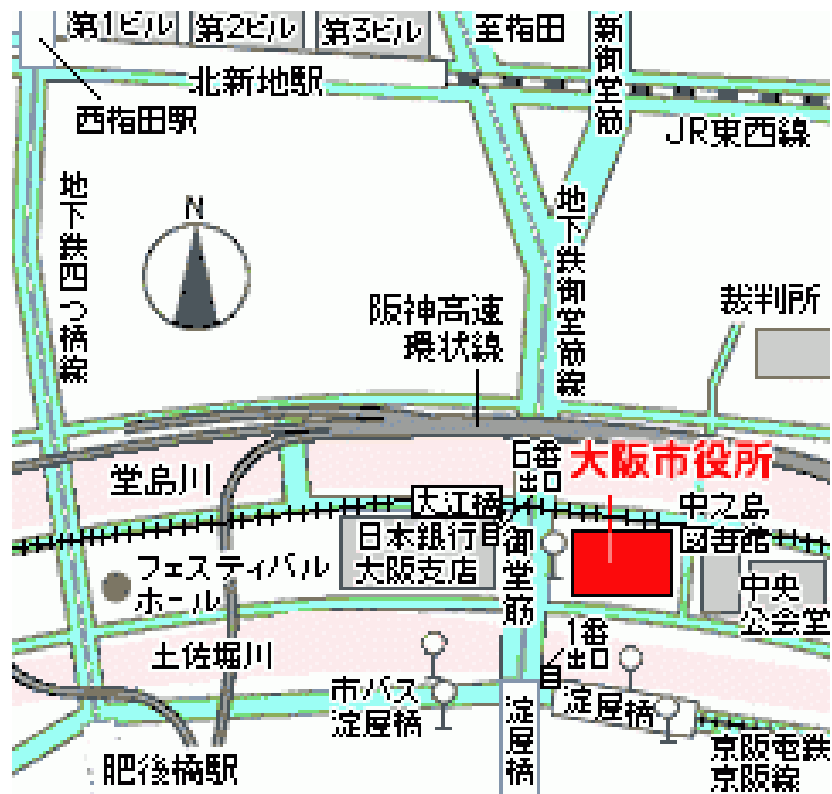 第1ビル
第2ビル
第3ビル
至梅田
新御堂筋
北新地駅
西梅田駅
JR東西線
地下鉄四つ橋線
N
地下鉄御堂筋線
阪神高速
環状線
裁判所
6番
出口
大阪市役所
堂島川
大江橋
中之島
図書館
日本銀行
大阪支店
御堂筋
フェスティバル
ホール
中央
公会堂
1番
出口
土佐堀川
市バス
淀屋橋
淀屋橋
淀屋橋
肥後橋駅
京阪電鉄
京阪線